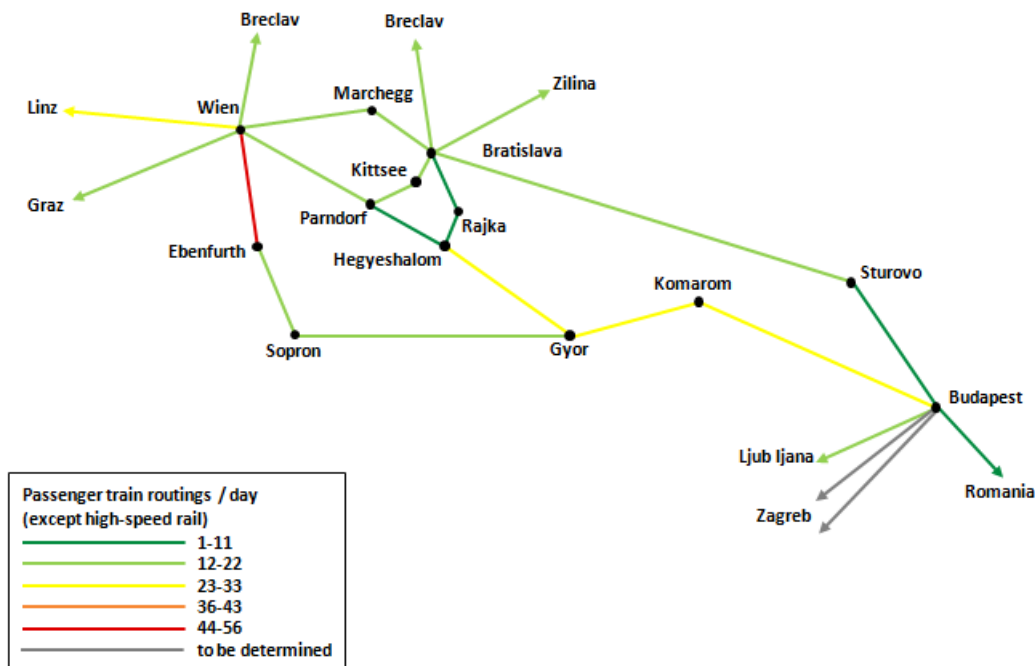 Breclav
Breclav
Zilina
Linz
Wien
Marchegg
Bratislava
Kittsee
Graz
Parndorf
Rajka
Ebenfurth
Hegyeshalom
Sturovo
Komarom
Sopron
Gyor
Budapest
Ljub ljana
Romania
Zagreb
Passenger train routings / day
(except high-speed rail)
1-11
12-22
23-33
36-43
44-56
to be determined